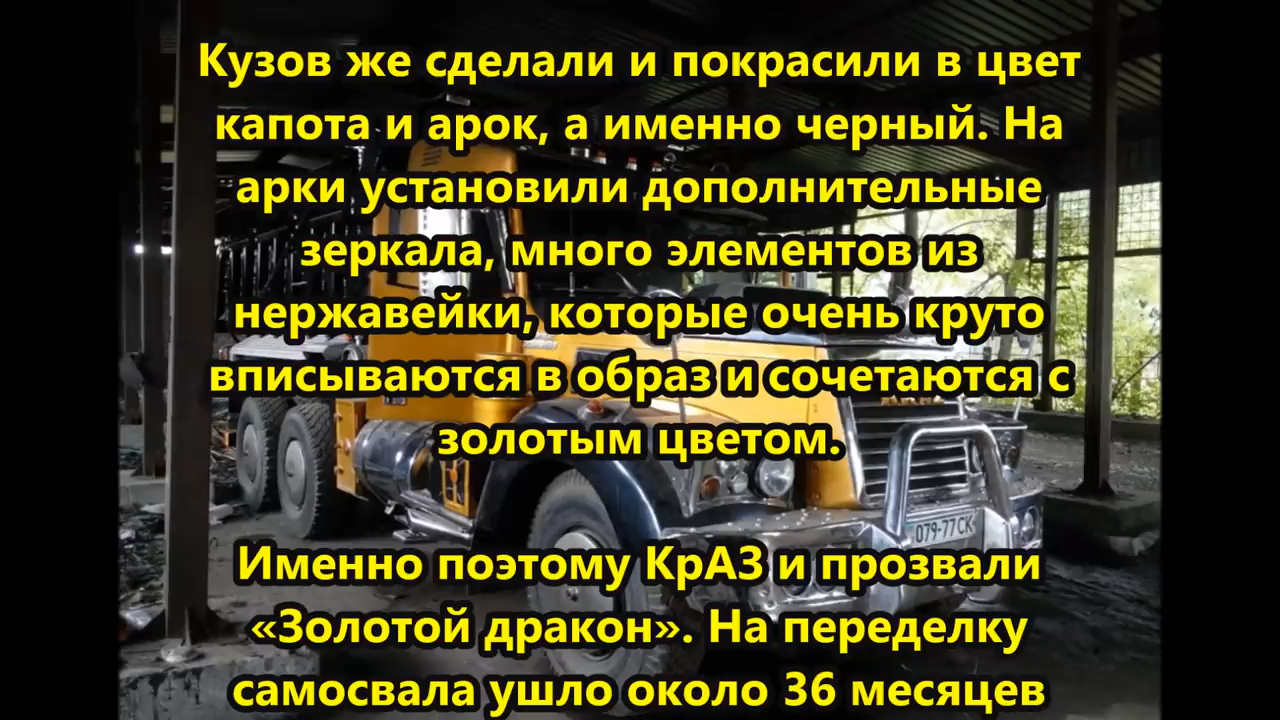 Кузов же сделали и покрасили в цвет
капота и арок, а именно черный. На
арки установили дополнительные
зеркала, много элементов из
нержавейки, которые очень круто
вписываются в образ и сочетаются с
золотым цветом.
079-77СК
Именно поэтому КрАЗ и прозвали
«Золотой дракон». На переделку
самосвала ушло около 36 месяцев